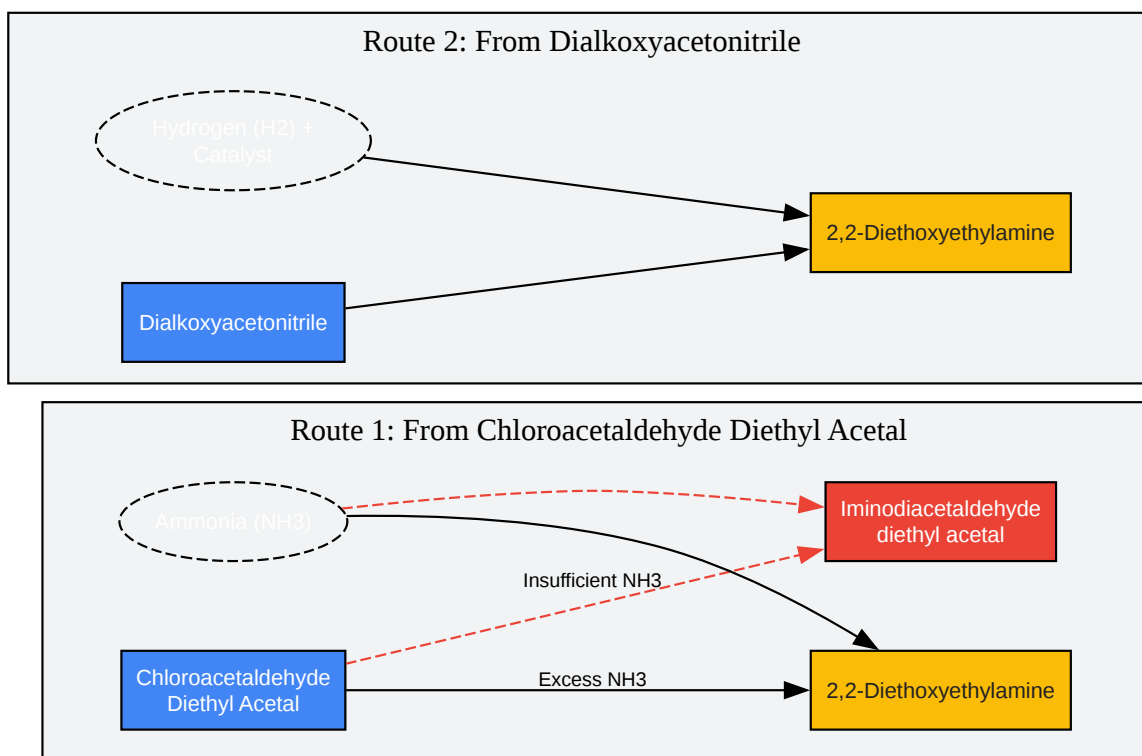 Route 2: From Dialkoxyacetonitrile
Hydrogen (H2) +
Catalyst
2,2-Diethoxyethylamine
Dialkoxyacetonitrile
Route 1: From Chloroacetaldehyde Diethyl Acetal
Ammonia (NH3)
Iminodiacetaldehyde
diethyl acetal
Insufficient NH3
Chloroacetaldehyde
Diethyl Acetal
Excess NH3
2,2-Diethoxyethylamine